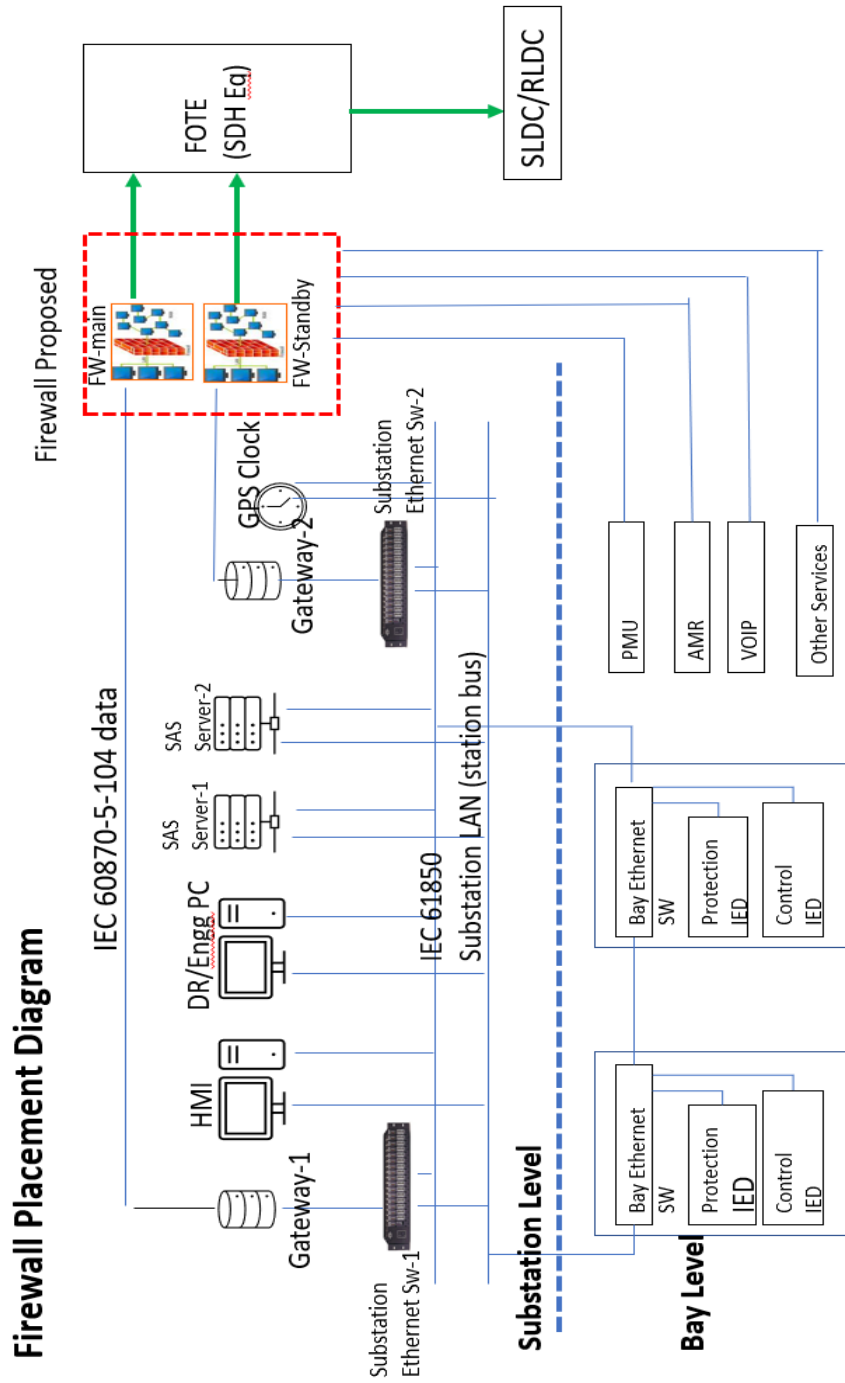 Firewall Placement Diagram
Firewall Proposed
IEC 60870-5-104 data
FW-main
FW-Standby
FOTE
(SDH Eq)
SLDC/RLDC
Gateway-1
HMI
DR/Engg PC
SAS
Server-1
SAS
Server-2
Gateway-2
GPS Clock
Substation
Ethernet Sw-1
Substation
Ethernet Sw-2
IEC 61850
Substation LAN (station bus)
Substation Level
Bay Level
Bay Ethernet
SW
Protection
IED
Control
IED
Bay Ethernet
SW
Protection
IED
Control
IED
PMU
AMR
VOIP
Other Services